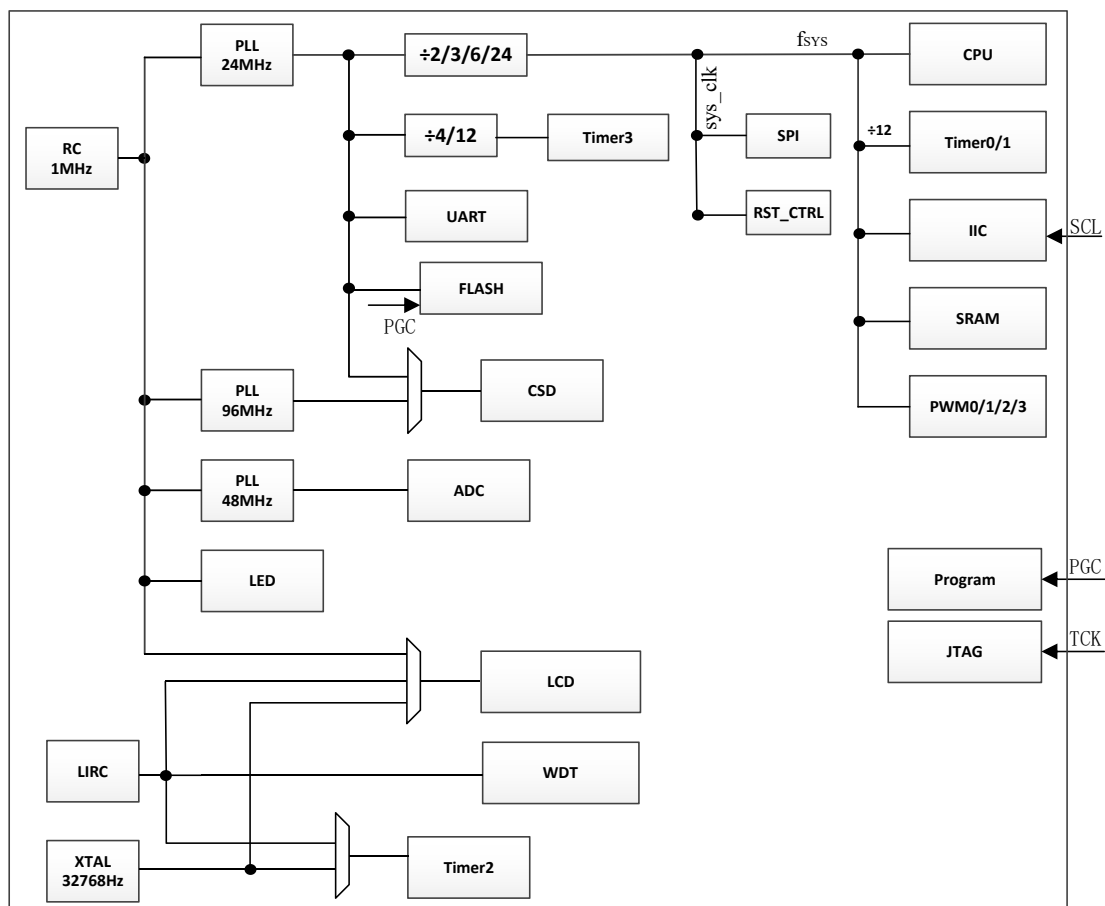 PLL
24MHz
÷2/3/6/24
fSYS
CPU
sys_clk
RC
1MHz
÷4/12
Timer3
SPI
÷12
Timer0/1
UART
RST_CTRL
IIC
SCL
FLASH
PGC
SRAM
PLL
96MHz
CSD
PWM0/1/2/3
PLL
48MHz
ADC
LED
Program
PGC
JTAG
TCK
LCD
LIRC
WDT
XTAL
32768Hz
Timer2